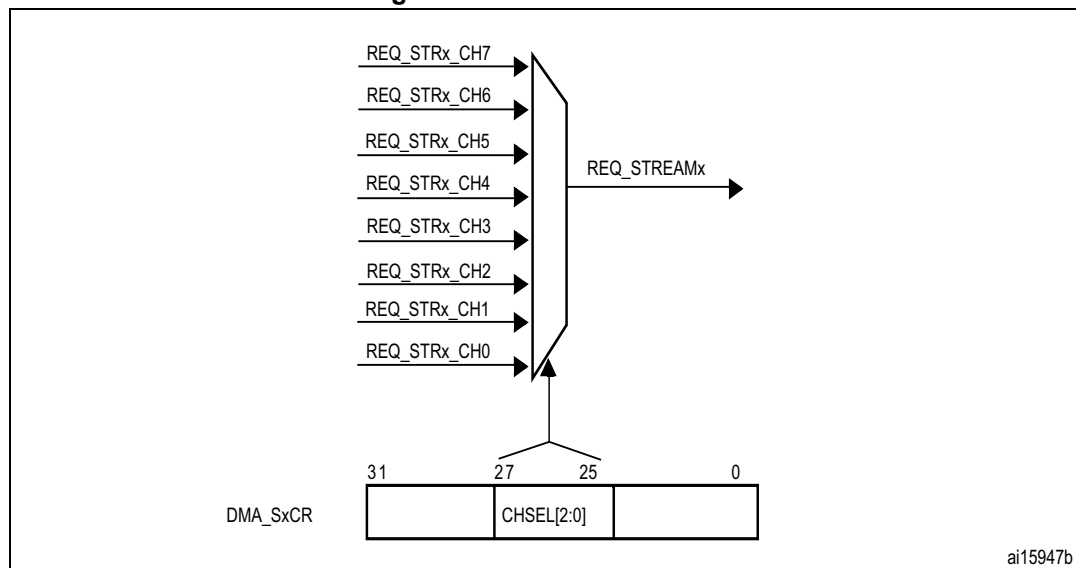 g
REQ_STRx_CH7
REQ_STRx_CH6
REQ_STRx_CH5
REQ_STRx_CH4
REQ_STREAMx
REQ_STRx_CH3
REQ_STRx_CH2
REQ_STRx_CH1
REQ_STRx_CH0
31 27 25 0
DMA_SxCR CHSEL[2:0]
ai15947b